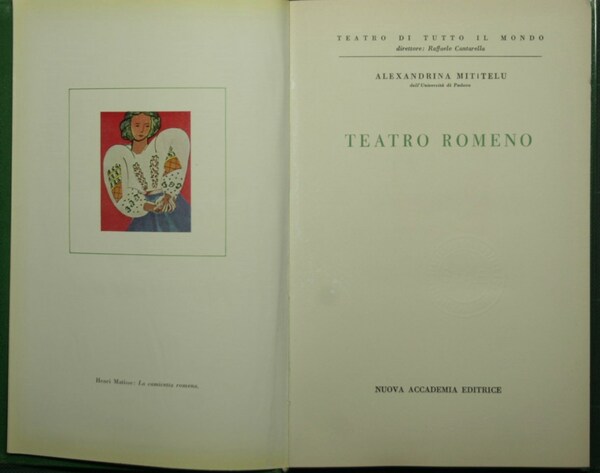 Henri Matisse: La camicetta romena.
TEATRO DI TUTTO IL MONDO
direttore: Raffaele Cantarella
ALEXANDRINA MITITELU
dell'Università di Padova
TEATRO ROMENO
NUOVA ACCADEMIA EDITRICE